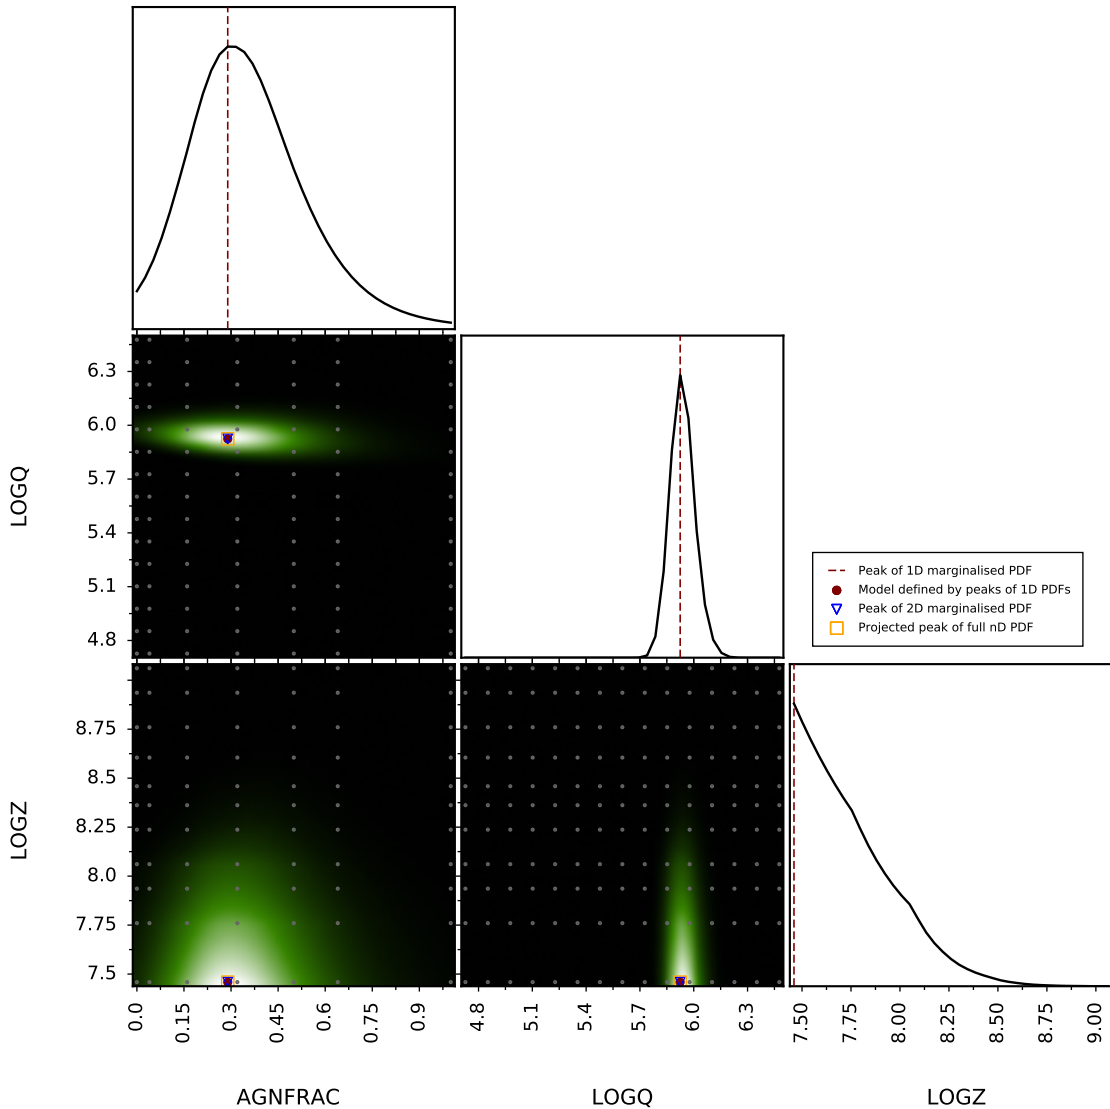 6.3
6.0
5.7
5.4
5.1
4.8
LOGQ
Peak of 1D marginalised PDF
Model defined by peaks of 1D PDFs
Peak of 2D marginalised PDF
Projected peak of full nD PDF
8.75
8.5
8.25
8.0
7.75
7.5
LOGZ
0.0 0.15 0.3 0.45 0.6 0.75 0.9
4.8 5.1 5.4 5.7 6.0 6.3
7.50 7.75 8.00 8.25 8.50 8.75 9.00
AGNFRAC LOGQ LOGZ